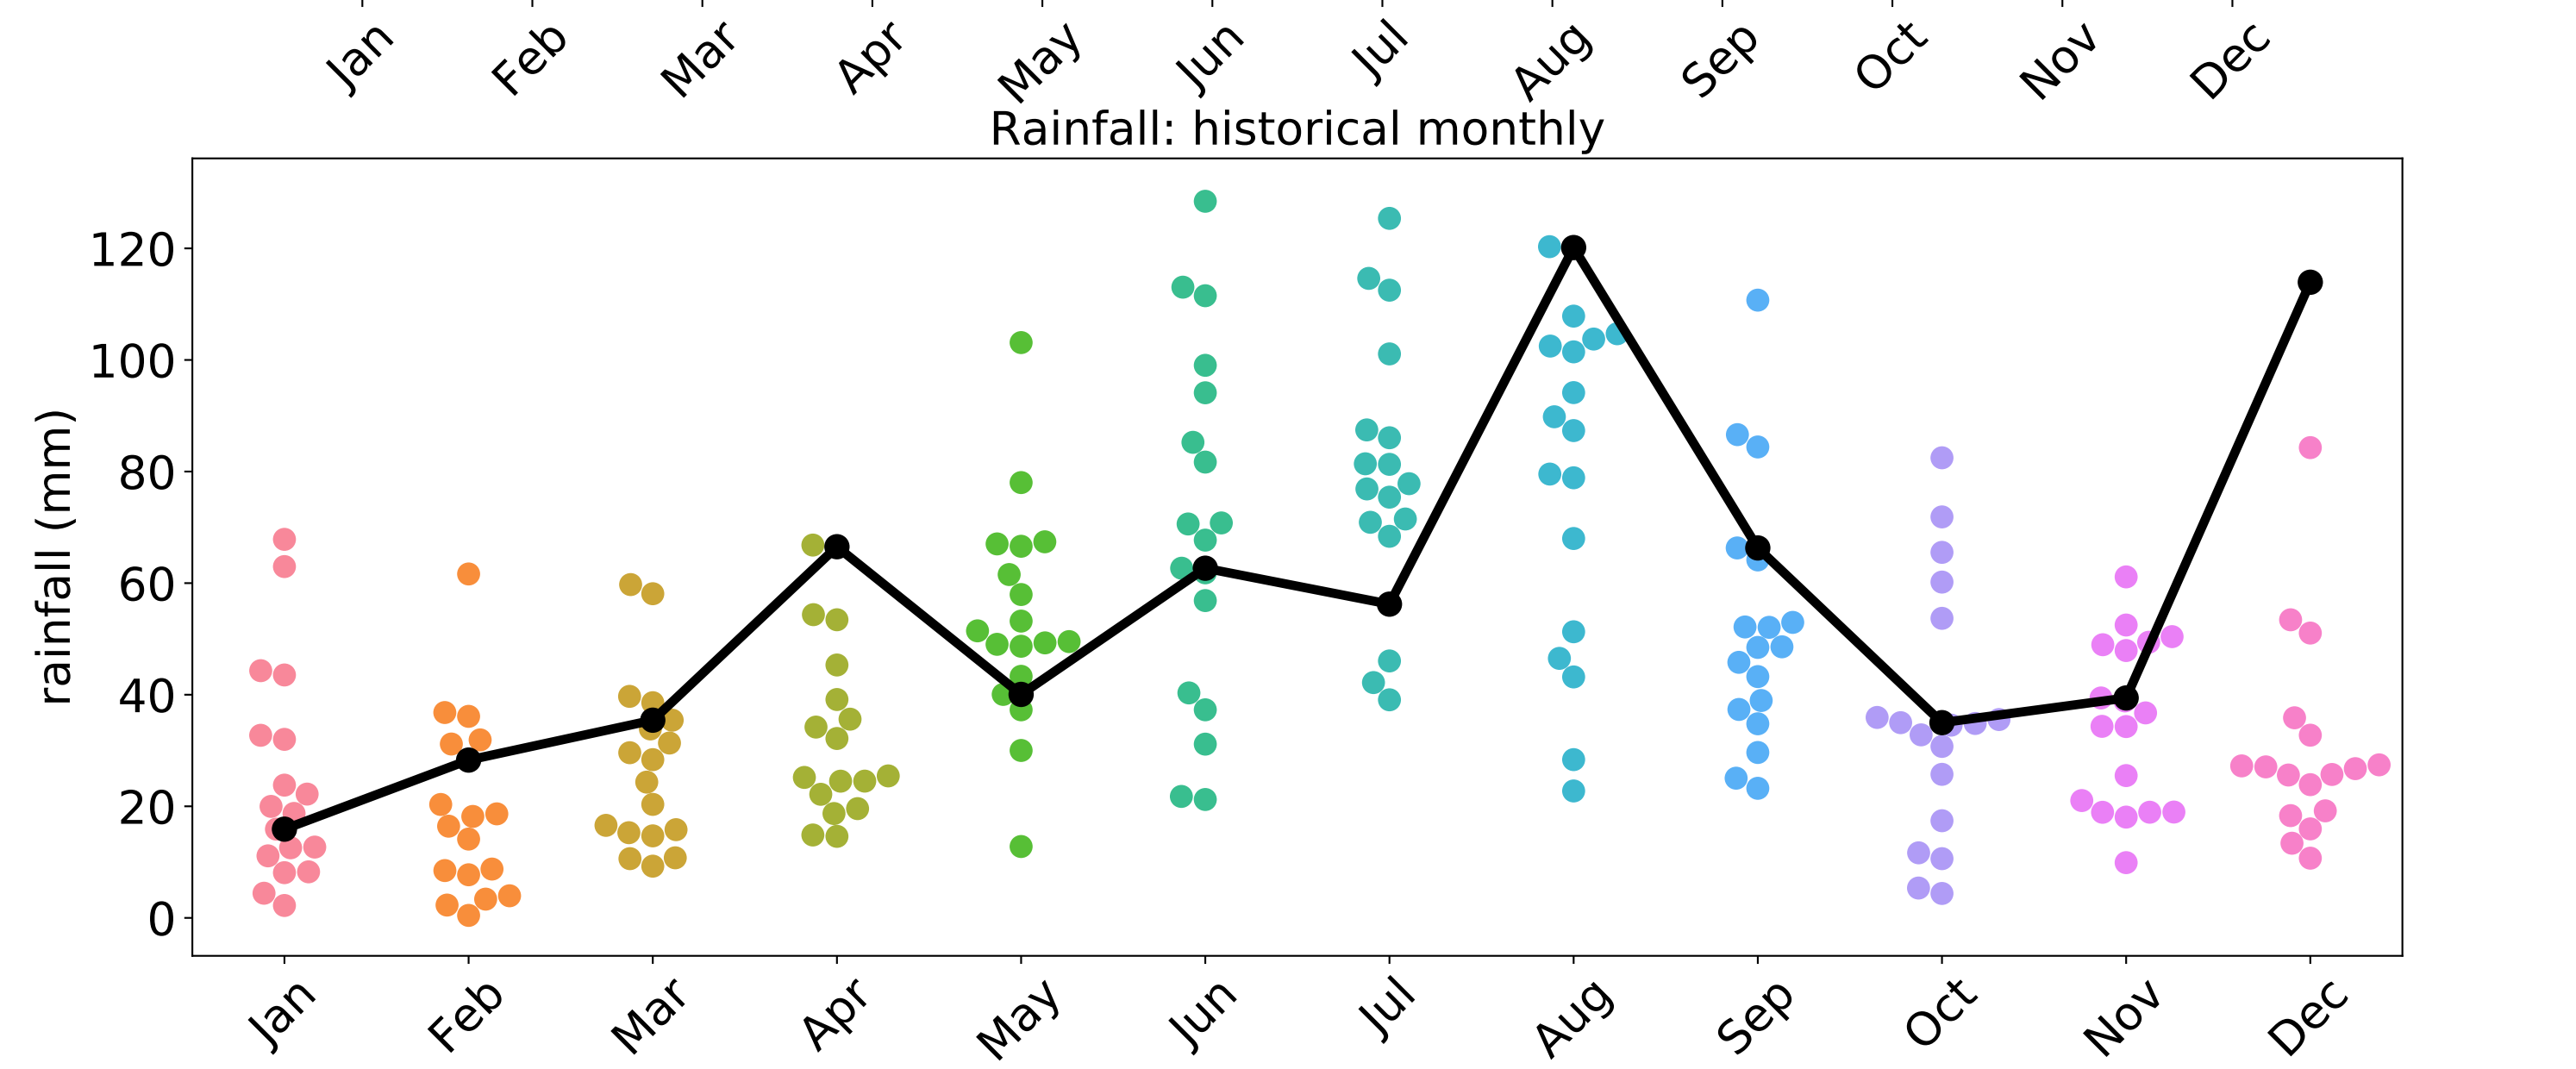 Jan Feb Mar Apr May Jun Jul Aug Sep Oct Nov Dec
Rainfall: historical monthly
rainfall (mm)
120
100
80
60
40
20
0
Jan Feb Mar Apr May Jun Jul Aug Sep Oct Nov Dec